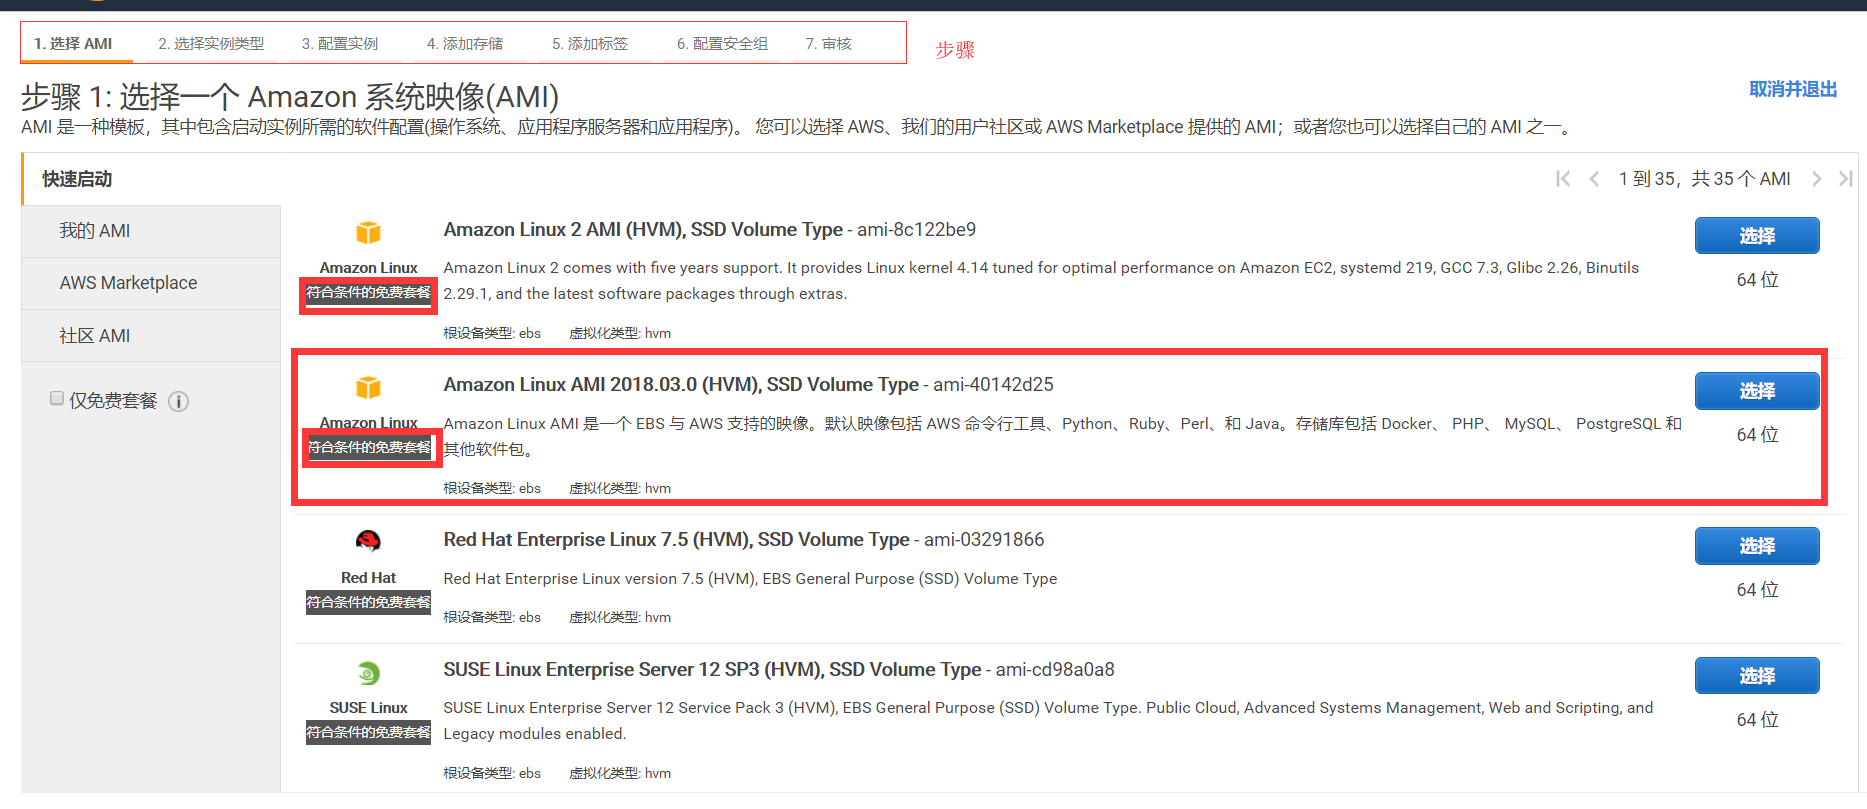 1. 选择 AMI
2. 选择实例类型
3. 配置实例
4. 添加存储
5. 添加标签
6. 配置安全组
7. 审核
步骤
步骤 1: 选择一个 Amazon 系统映像(AMI)
取消并退出
AMI 是一种模板，其中包含启动实例所需的软件配置(操作系统、应用程序服务器和应用程序)。 您可以选择 AWS、我们的用户社区或 AWS Marketplace 提供的 AMI；或者您也可以选择自己的 AMI 之一。
快速启动
我的 AMI
AWS Marketplace
社区 AMI
仅免费套餐
1 到 35，共 35 个 AMI
Amazon Linux
符合条件的免费套餐
Amazon Linux 2 AMI (HVM), SSD Volume Type - ami-8c122be9
Amazon Linux 2 comes with five years support. It provides Linux kernel 4.14 tuned for optimal performance on Amazon EC2, systemd 219, GCC 7.3, Glibc 2.26, Binutils
2.29.1, and the latest software packages through extras.
根设备类型: ebs 虚拟化类型: hvm
选择
64 位
Amazon Linux
符合条件的免费套餐
Amazon Linux AMI 2018.03.0 (HVM), SSD Volume Type - ami-40142d25
Amazon Linux AMI 是一个 EBS 与 AWS 支持的映像。默认映像包括 AWS 命令行工具、Python、Ruby、Perl、和 Java。存储库包括 Docker、 PHP、 MySQL、 PostgreSQL 和
其他软件包。
根设备类型: ebs 虚拟化类型: hvm
选择
64 位
Red Hat
符合条件的免费套餐
Red Hat Enterprise Linux 7.5 (HVM), SSD Volume Type - ami-03291866
Red Hat Enterprise Linux version 7.5 (HVM), EBS General Purpose (SSD) Volume Type
根设备类型: ebs 虚拟化类型: hvm
选择
64 位
SUSE Linux
符合条件的免费套餐
SUSE Linux Enterprise Server 12 SP3 (HVM), SSD Volume Type - ami-cd98a0a8
SUSE Linux Enterprise Server 12 Service Pack 3 (HVM), EBS General Purpose (SSD) Volume Type. Public Cloud, Advanced Systems Management, Web and Scripting, and
Legacy modules enabled.
根设备类型: ebs 虚拟化类型: hvm
选择
64 位